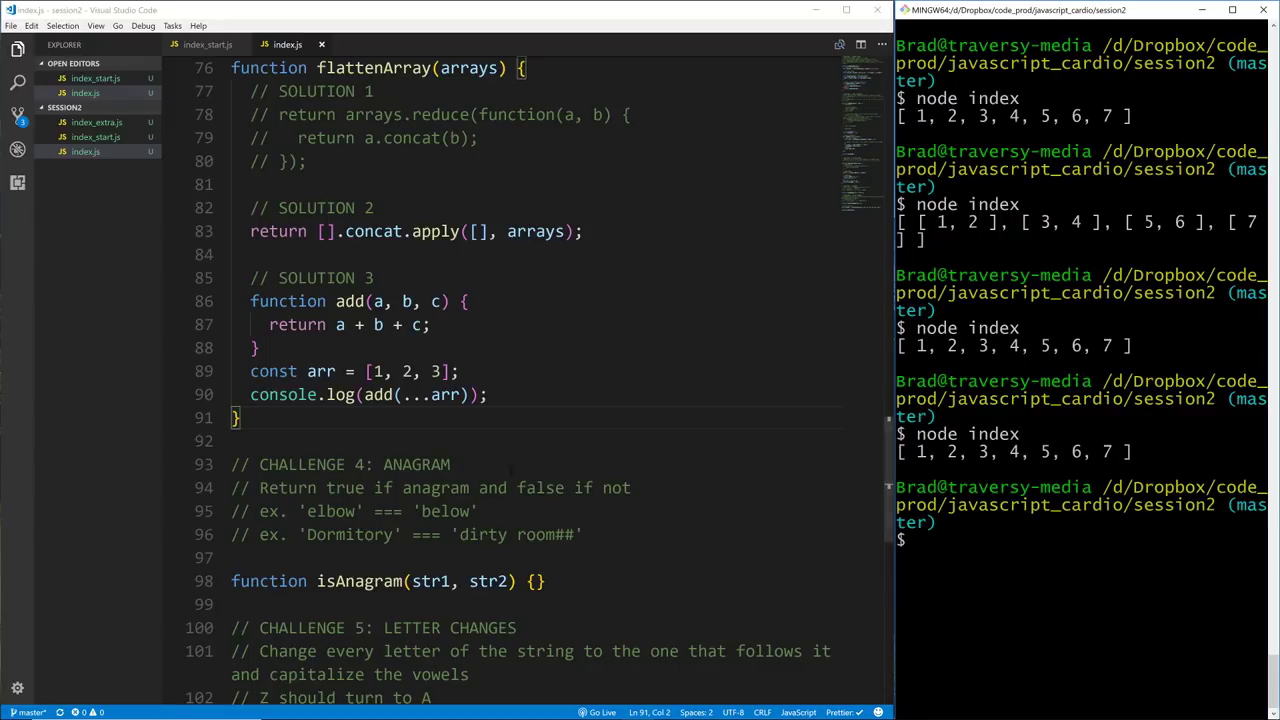 index.js - session2 - Visual Studio Code
File Edit Selection View Go Debug Tasks Help
EXPLORER
OPEN EDITORS
index_start.js U
index.js U
SESSION2
index_extra.js U
index_start.js U
index.js U
3
index_start.js index.js
76 function flattenArray(arrays) {
77 // SOLUTION 1
78 // return arrays.reduce(function(a, b) {
79 // return a.concat(b);
80 // });
81
82 // SOLUTION 2
83 return [].concat.apply([], arrays);
84
85 // SOLUTION 3
86 function add(a, b, c) {
87 return a + b + c;
88 }
89 const arr = [1, 2, 3];
90 console.log(add(...arr));
91 }
92
93 // CHALLENGE 4: ANAGRAM
94 // Return true if anagram and false if not
95 // ex. 'elbow' === 'below'
96 // ex. 'Dormitory' === 'dirty room##'
97
98 function isAnagram(str1, str2) {}
99
100 // CHALLENGE 5: LETTER CHANGES
101 // Change every letter of the string to the one that follows it
and capitalize the vowels
102 // Z should turn to A
master* 0 0 Go Live Ln 91, Col 2 Spaces: 2 UTF-8 CRLF JavaScript Prettier: ✓
MINGW64:/d/Dropbox/code_prod/javascript_cardio/session2
Brad@traversy-media /d/Dropbox/code_
prod/javascript_cardio/session2 (mas
ter)
$ node index
[ 1, 2, 3, 4, 5, 6, 7 ]
Brad@traversy-media /d/Dropbox/code_
prod/javascript_cardio/session2 (mas
ter)
$ node index
[ [ 1, 2 ], [ 3, 4 ], [ 5, 6 ], [ 7
] ]
Brad@traversy-media /d/Dropbox/code_
prod/javascript_cardio/session2 (mas
ter)
$ node index
[ 1, 2, 3, 4, 5, 6, 7 ]
Brad@traversy-media /d/Dropbox/code_
prod/javascript_cardio/session2 (mas
ter)
$ node index
[ 1, 2, 3, 4, 5, 6, 7 ]
Brad@traversy-media /d/Dropbox/code_
prod/javascript_cardio/session2 (mas
ter)
$